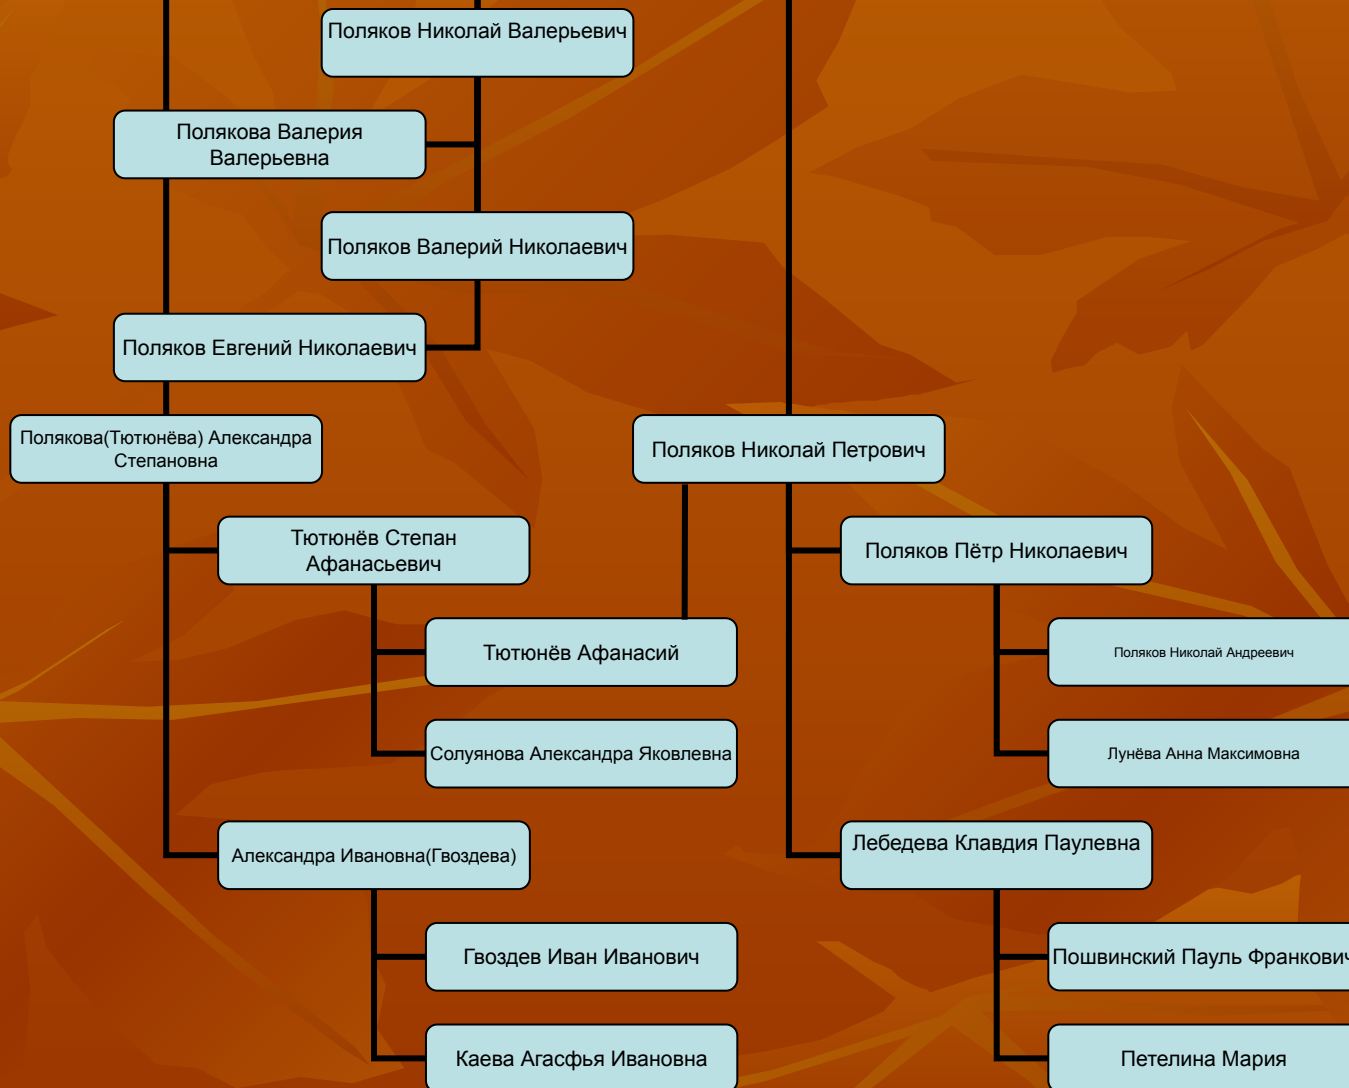 Поляков Николай Валерьевич
Полякова Валерия
Валерьевна
Поляков Валерий Николаевич
Поляков Евгений Николаевич
Полякова(Тютюнёва) Александра
Степановна
Поляков Николай Петрович
Тютюнёв Степан
Афанасьевич
Поляков Пётр Николаевич
Тютюнёв Афанасий
Поляков Николай Андреевич
Солуянова Александра Яковлевна
Лунёва Анна Максимовна
Александра Ивановна(Гвоздева)
Лебедева Клавдия Паулевна
Гвоздев Иван Иванович
Пошвинский Пауль Франкович
Каева Агасфья Ивановна
Петелина Мария